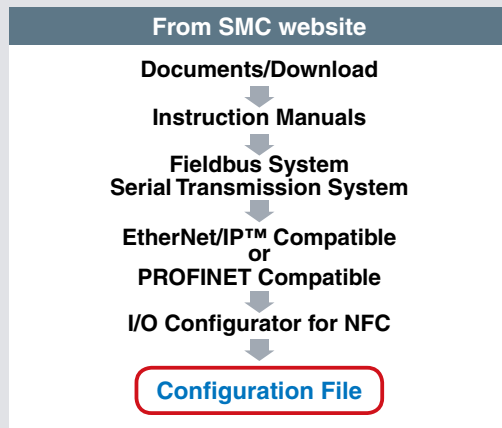 From SMC website
Documents/Download
Instruction Manuals
Fieldbus System
Serial Transmission System
EtherNet/IP™ Compatible
or
PROFINET Compatible
I/O Configurator for NFC
Configuration File